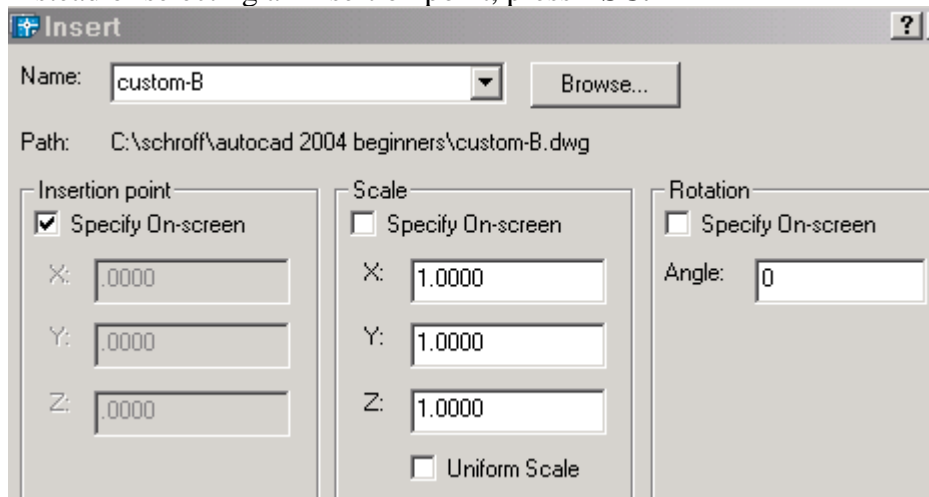 Insert
?
Name: custom-B Browse...
Path: C:\schroff\autocad 2004 beginners\custom-B.dwg
Insertion point Scale Rotation
Specify On-screen Specify On-screen Specify On-screen
X: .0000 X: 1.0000 Angle: 0
Y: .0000 Y: 1.0000
Z: .0000 Z: 1.0000
Uniform Scale